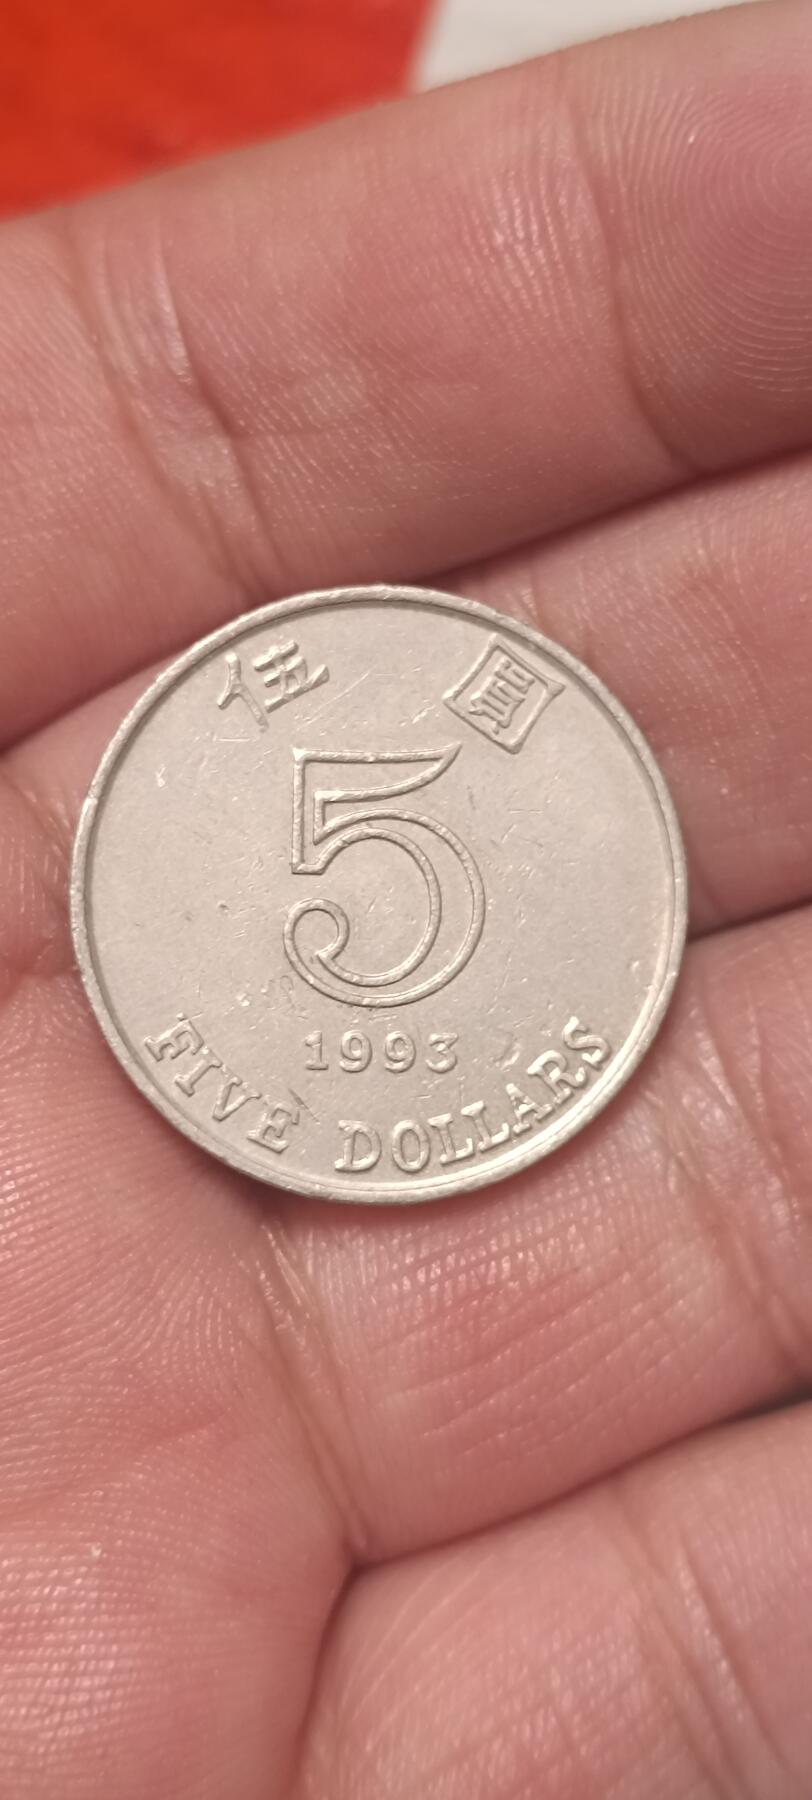 伍 圓
5
1993
FIVE DOLLARS